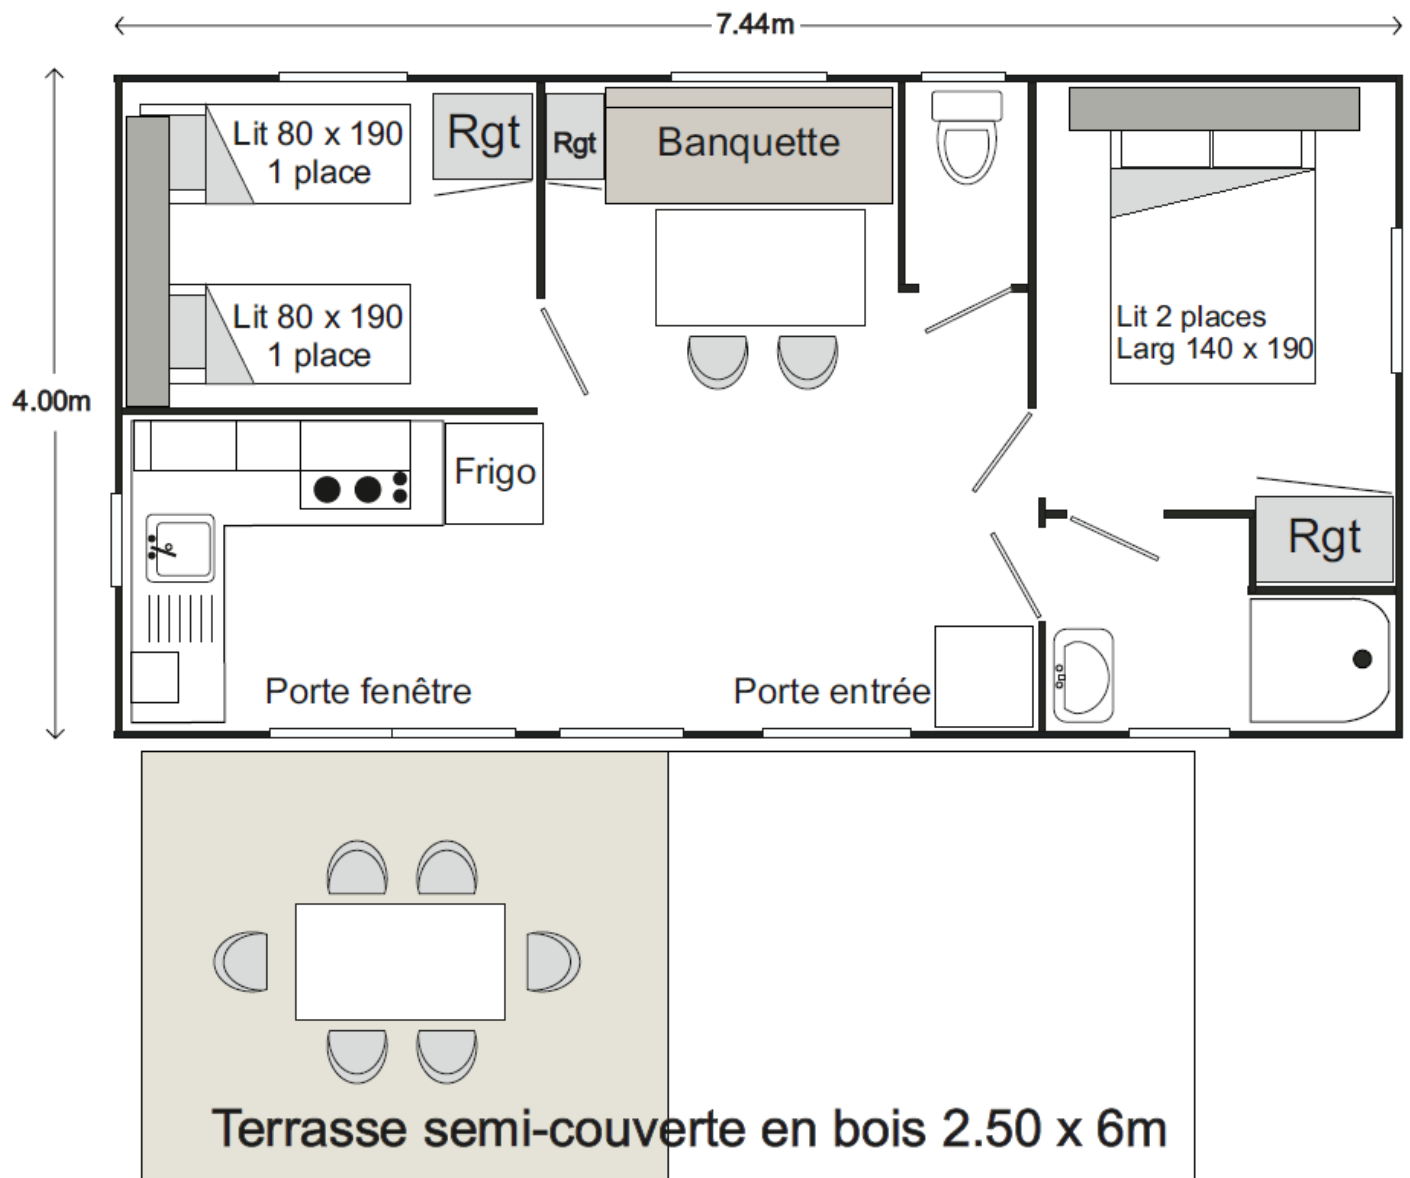 7.44m
Lit 80 x 190
1 place
Rgt
Rgt
Banquette
Lit 80 x 190
1 place
Lit 2 places
Larg 140 x 190
4.00m
Frigo
Rgt
Porte fenêtre
Porte entrée
Terrasse semi-couverte en bois 2.50 x 6m